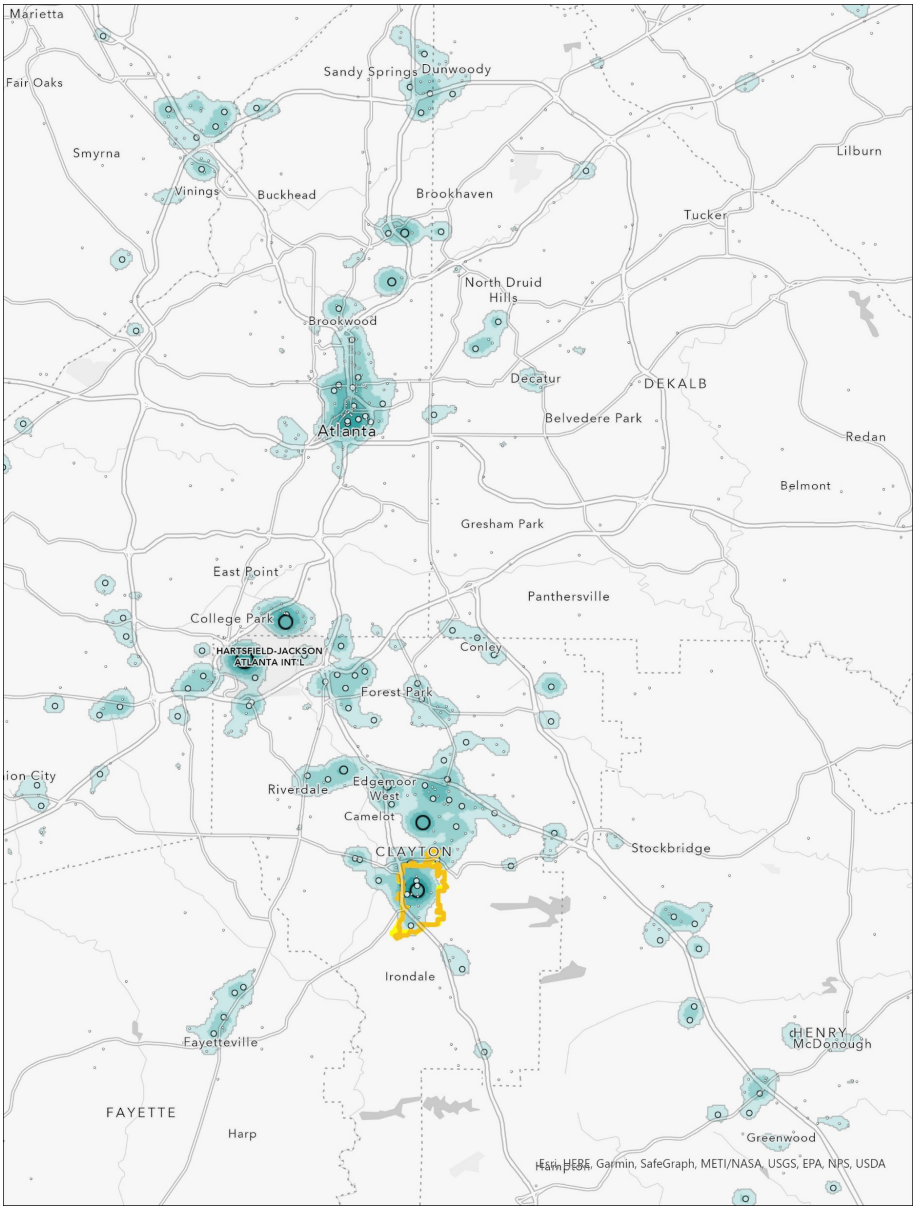 Marietta
Sandy Springs
Dunwoody
Fair Oaks
Smyrna
Lilburn
Vinings
Buckhead
Brookhaven
Tucker
North Druid
Hills
Brookwood
Decatur
DEKALB
Belvedere Park
Atlanta
Redan
Belmont
Gresham Park
East Point
Panthersville
College Park
HARTSFIELD-JACKSON
ATLANTA INT'L
Conley
Forest Park
ion City
Edgemoor
West
Riverdale
Camelot
CLAYTON
Stockbridge
Irondale
Fayetteville
HENRY
McDonough
FAYETTE
Harp
Greenwood
Hampton
Esri, HERE, Garmin, SafeGraph, METI/NASA, USGS, EPA, NPS, USDA